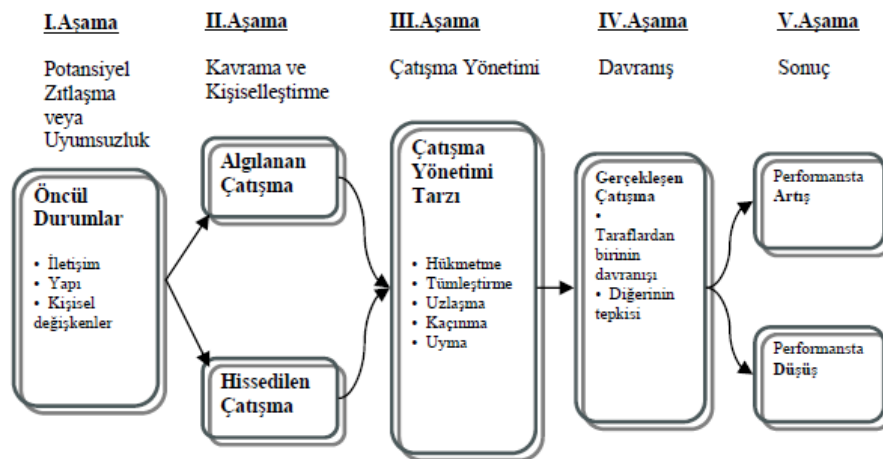 I.Aşama
Potansiyel
Zıtlaşma
veya
Uyumsuzluk
Öncül
Durumlar
• İletişim
• Yapı
• Kişisel
değişkenler
II.Aşama
Kavrama ve
Kişiselleştirme
Algılanan
Çatışma
Hissedilen
Çatışma
III.Aşama
Çatışma Yönetimi
Çatışma
Yönetimi
Tarzı
• Hükmetme
• Tümleştirme
• Uzlaşma
• Kaçınma
• Uyma
IV.Aşama
Davranış
Gerçekleşen
Çatışma
•
Taraflardan
birinin
davranışı
• Diğerinin
tepkisi
V.Aşama
Sonuç
Performansta
Artış
Performansta
Düşüş